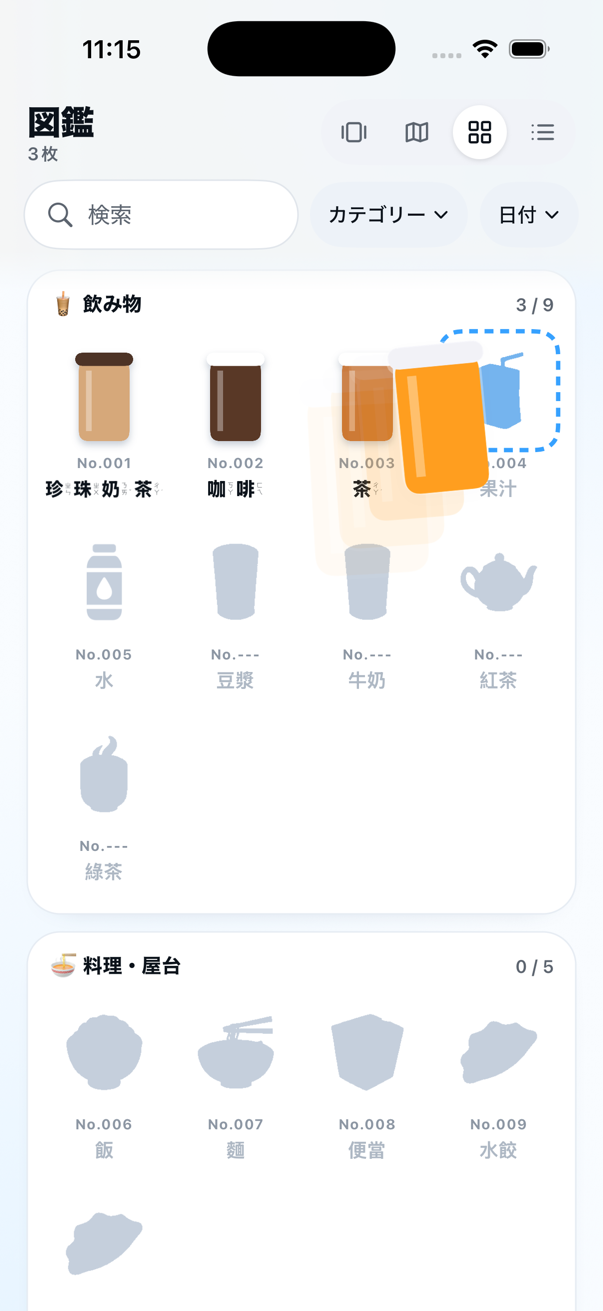 11:15
図鑑
3枚
検索
カテゴリー
日付
飲み物
3 / 9
No.001
No.002
No.003
.004
珍珠奶茶
咖啡
茶
果汁
No.005
No.---
No.---
No.---
水
豆漿
牛奶
紅茶
No.---
綠茶
料理・屋台
0 / 5
No.006
No.007
No.008
No.009
飯
麵
便當
水餃